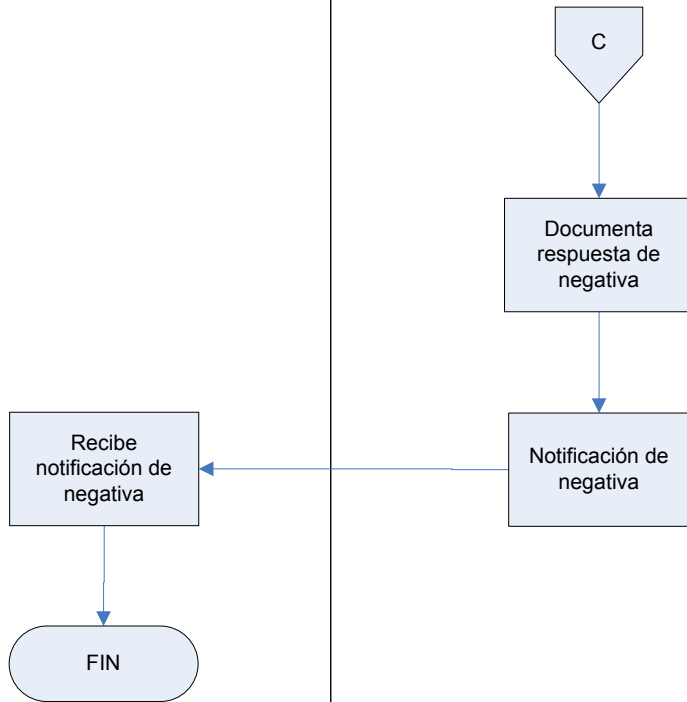 C
Documenta
respuesta de
negativa
Recibe
notificación de
negativa
Notificación de
negativa
FIN